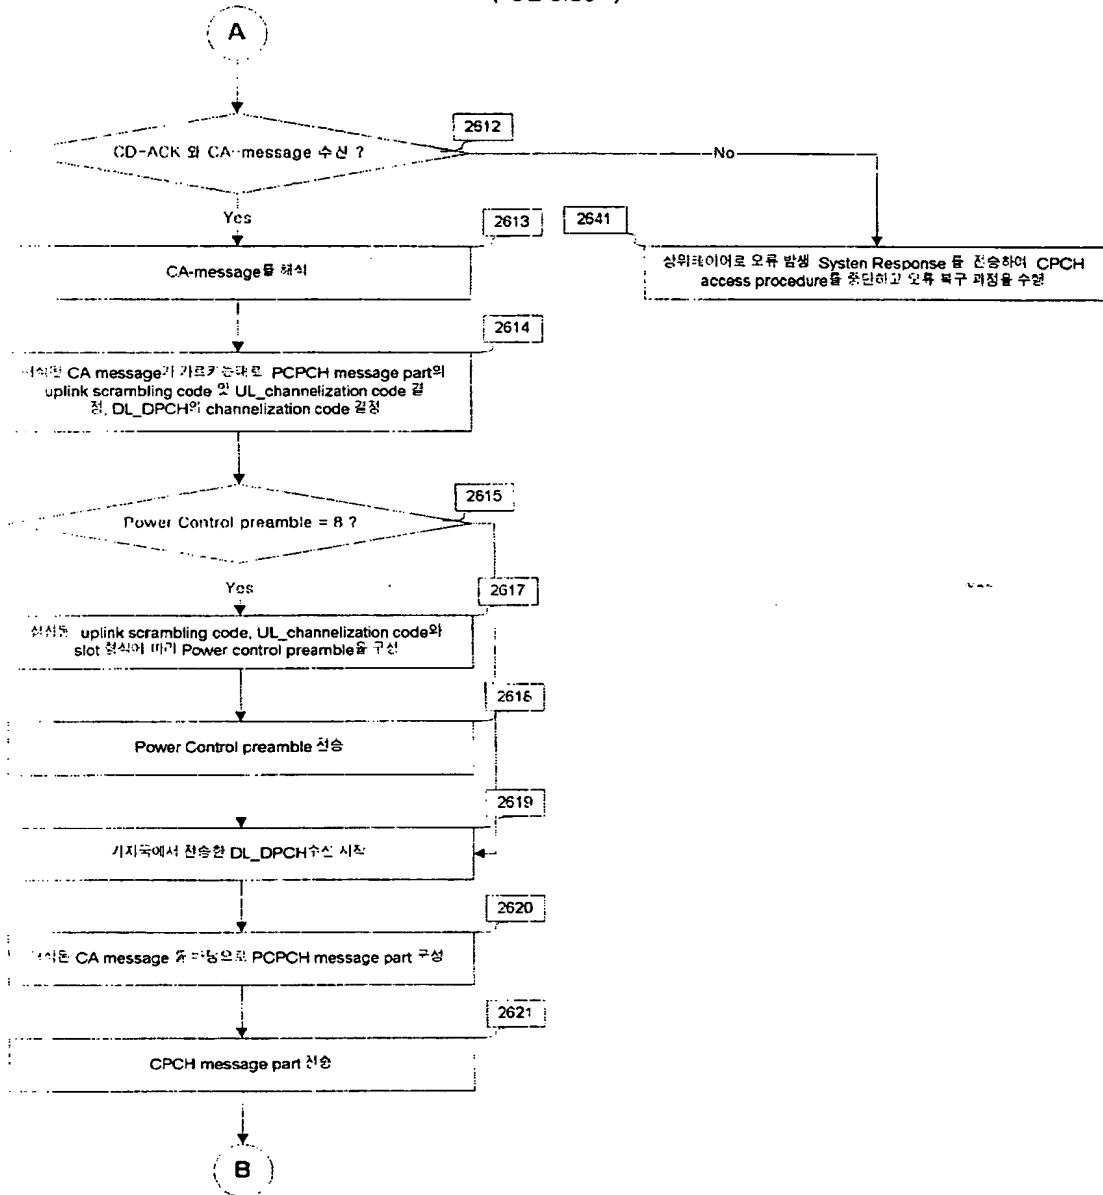 A
2612
CD-ACK 와 CA-message 수신 ?
No
Yes
2613
2641
CA-message를 해석
상위레이어로 오류 발생 Systen Response 를 전송하여 CPCH
access procedure를 중단하고 오류 복구 과정을 수행
2614
CA message가 가르키는대로 PCPCH message part의
uplink scrambling code 및 UL_channelization code 결
정, DL_DPCH의 channelization code 결정
2615
Power Control preamble = 8 ?
Yes
2617
uplink scrambling code, UL_channelization code와
slot 형식에 따라 Power control preamble을 구성
2618
Power Control preamble 전송
2619
기지국에서 전송한 DL_DPCH수신 시작
2620
CA message 를 바탕으로 PCPCH message part 구성
2621
CPCH message part 전송
B